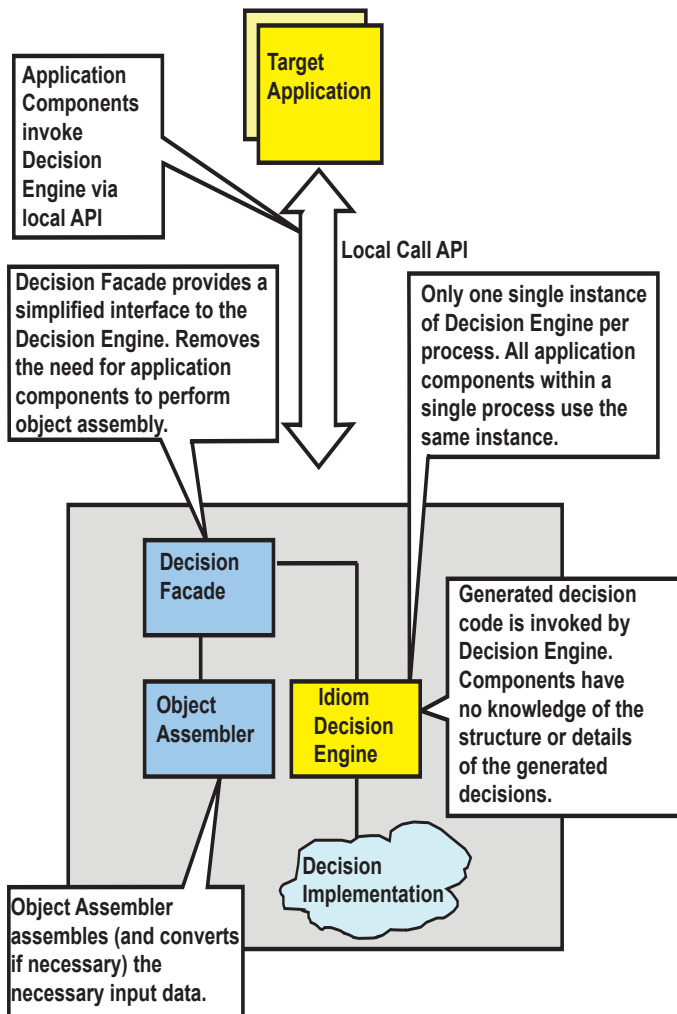 Target
Application
Application
Components
invoke
Decision
Engine via
local API
Local Call API
Decision Facade provides a
simplified interface to the
Decision Engine. Removes
the need for application
components to perform
object assembly.
Only one single instance
of Decision Engine per
process. All application
components within a
single process use the
same instance.
Decision
Facade
Generated decision
code is invoked by
Decision Engine.
Components have
no knowledge of the
structure or details
of the generated
decisions.
Object
Assembler
Idiom
Decision
Engine
Decision
Implementation
Object Assembler
assembles (and converts
if necessary) the
necessary input data.